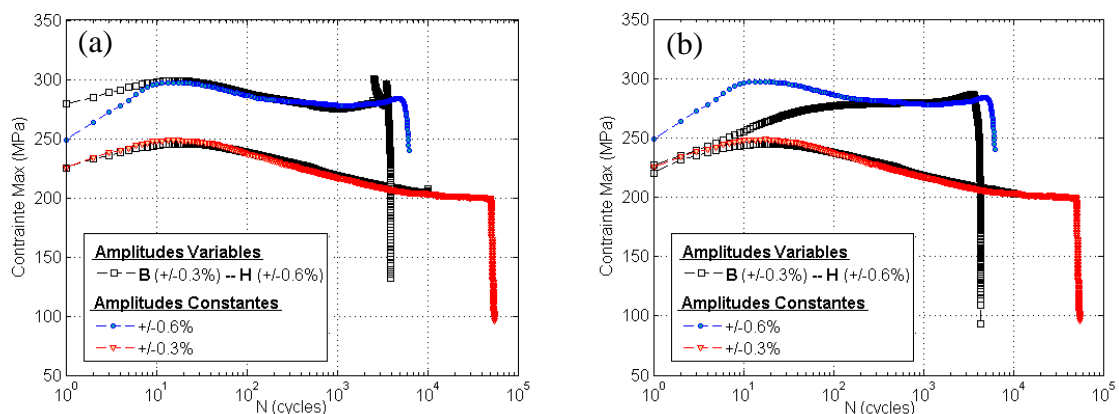 (a)
350
300
250
200
150
100
50
Contrainte Max (MPa)
Amplitudes Variables
B (+/-0.3%) -- H (+/-0.6%)
Amplitudes Constantes
+/-0.6%
+/-0.3%
10^0
10^1
10^2
10^3
10^4
10^5
N (cycles)
(b)
350
300
250
200
150
100
50
Contrainte Max (MPa)
Amplitudes Variables
B (+/-0.3%) -- H (+/-0.6%)
Amplitudes Constantes
+/-0.6%
+/-0.3%
10^0
10^1
10^2
10^3
10^4
10^5
N (cycles)